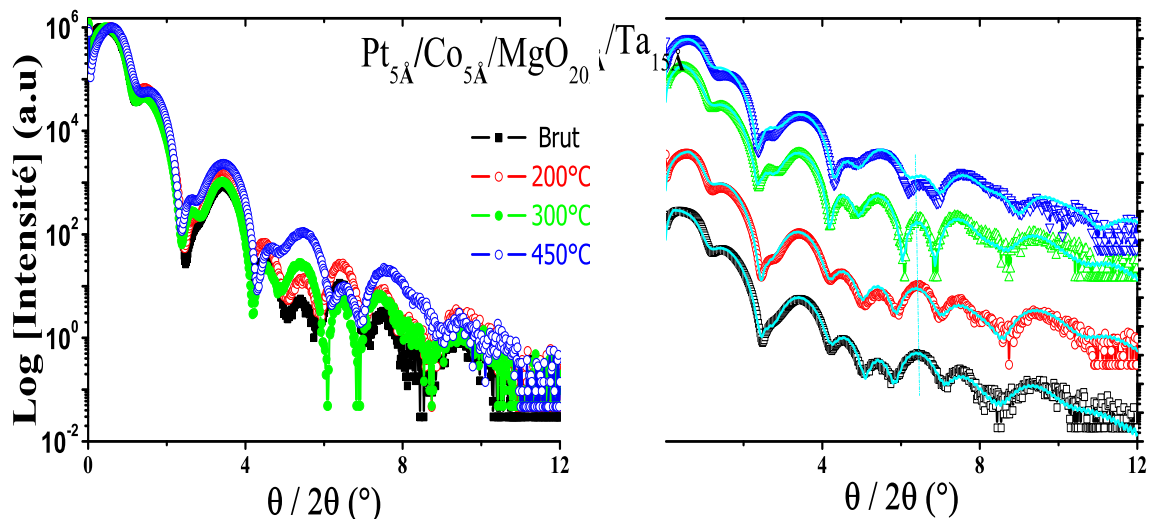 Pt5Å/Co5Å/MgO20Å/Ta15Å
Log [Intensité] (a.u)
10^6
10^4
10^2
10^0
10^-2
Brut
200°C
300°C
450°C
0 4 8 12
θ / 2θ (°)
4 8 12
θ / 2θ (°)